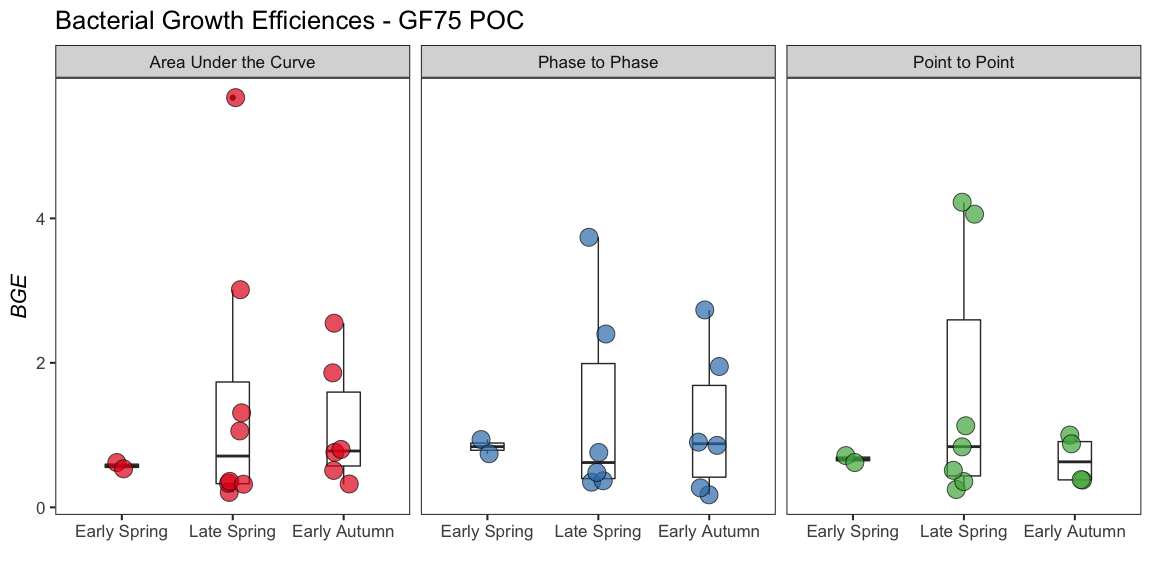 Bacterial Growth Efficiences - GF75 POC
Area Under the Curve
Phase to Phase
Point to Point
BGE
4
2
0
Early Spring
Late Spring
Early Autumn
Early Spring
Late Spring
Early Autumn
Early Spring
Late Spring
Early Autumn